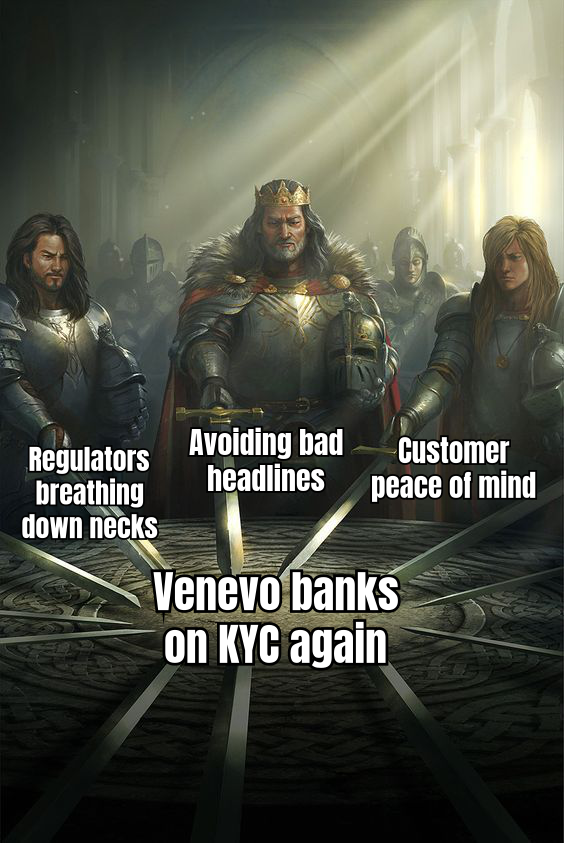 Regulators
breathing
down necks
Avoiding bad
headlines
Customer
peace of mind
Venevo banks
on KYC again